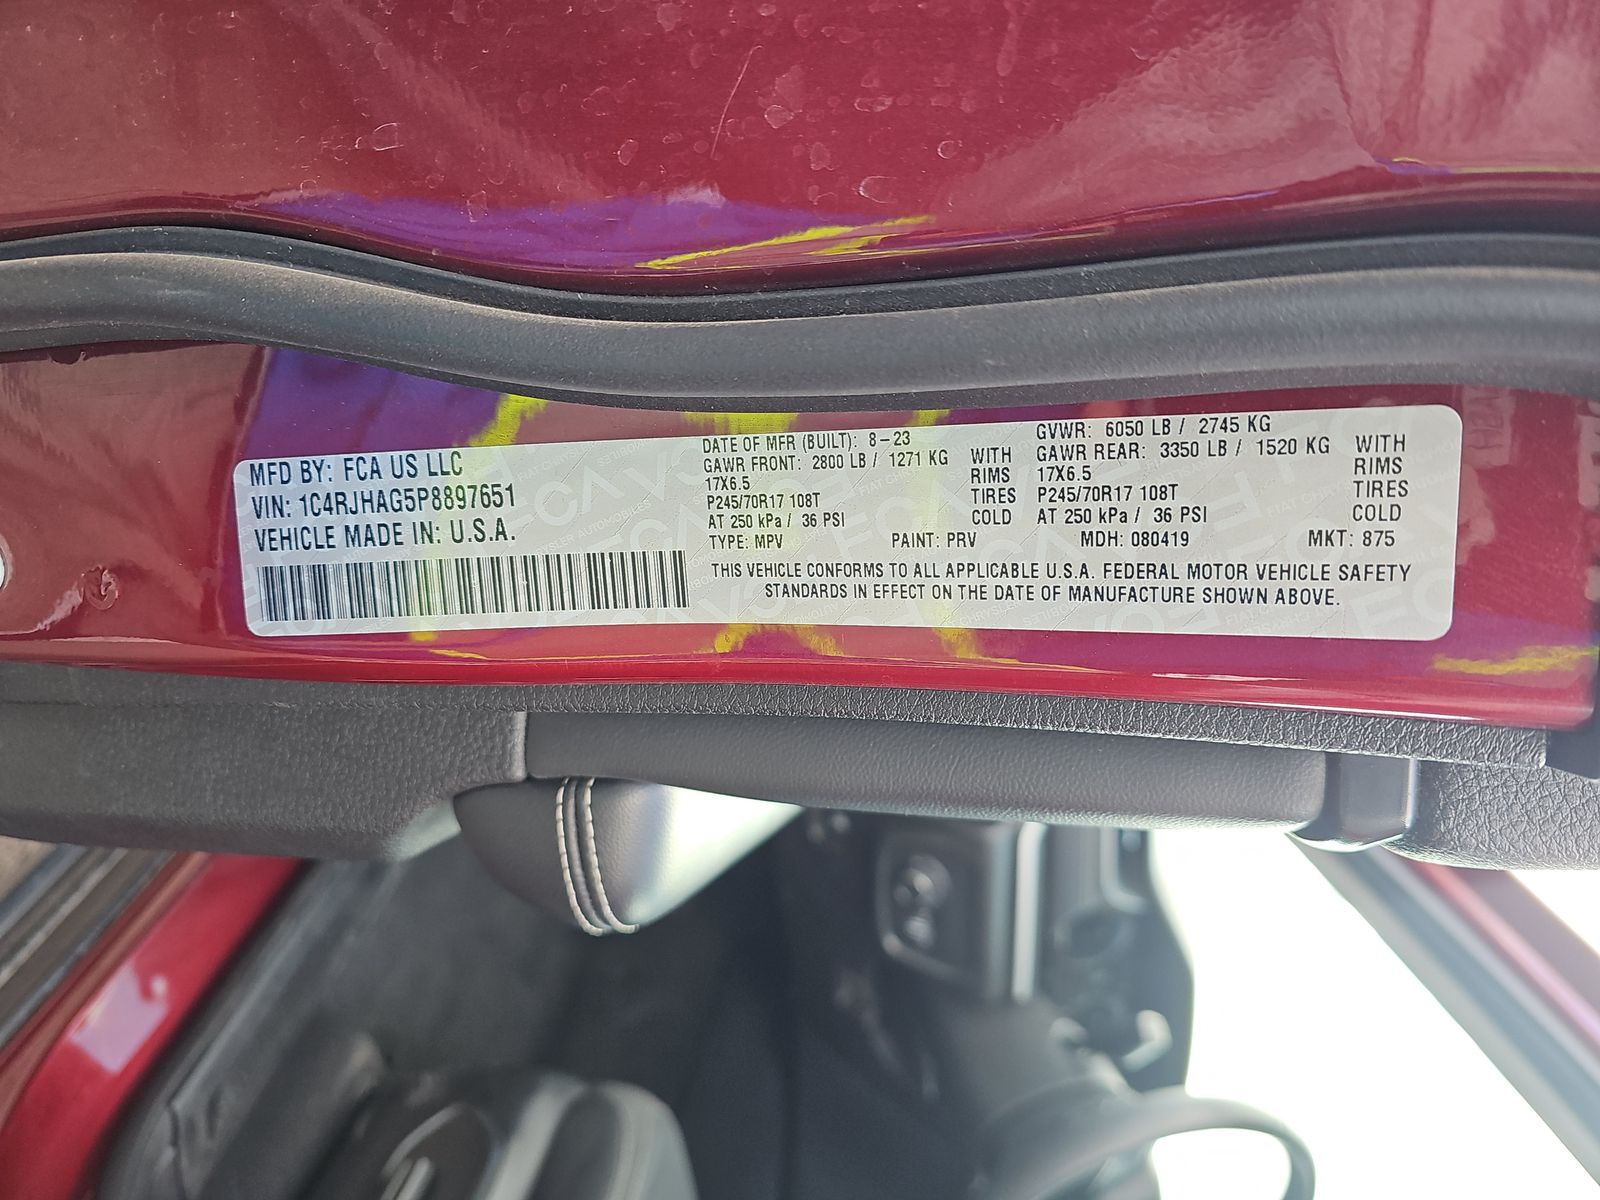 MFD BY: FCA US LLC
VIN: 1C4RJHAG5P8897651
VEHICLE MADE IN: U.S.A.
DATE OF MFR (BUILT): 8-23
GAWR FRONT: 2800 LB / 1271 KG WITH
17X6.5 RIMS
P245/70R17 108T TIRES
AT 250 kPa / 36 PSI COLD
GVWR: 6050 LB / 2745 KG
GAWR REAR: 3350 LB / 1520 KG WITH
17X6.5 RIMS
P245/70R17 108T TIRES
AT 250 kPa / 36 PSI COLD
TYPE: MPV PAINT: PRV MDH: 080419 MKT: 875
THIS VEHICLE CONFORMS TO ALL APPLICABLE U.S.A. FEDERAL MOTOR VEHICLE SAFETY
STANDARDS IN EFFECT ON THE DATE OF MANUFACTURE SHOWN ABOVE.